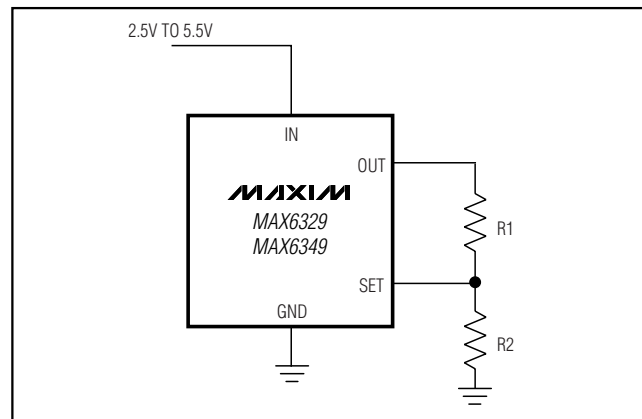 2.5V TO 5.5V
IN
OUT
MAXIM
MAX6329
MAX6349
R1
SET
GND
R2